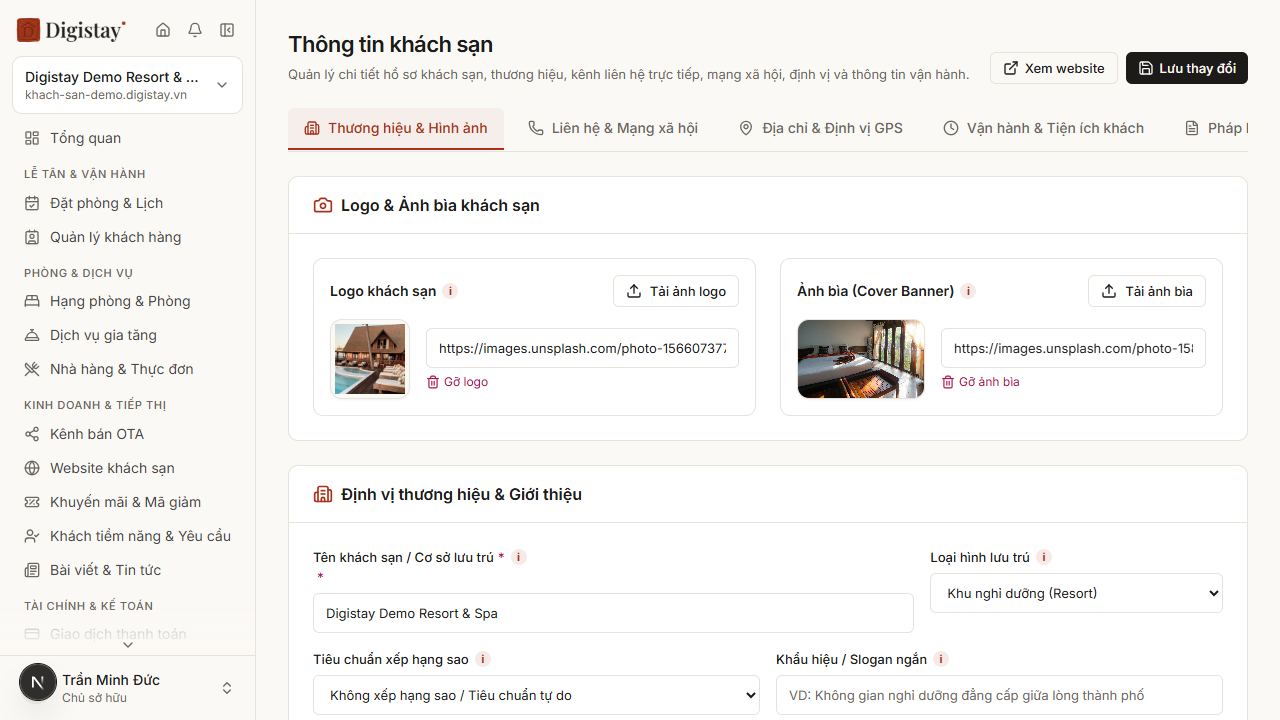 Digistay
Digistay Demo Resort & ...
khach-san-demo.digistay.vn
Tổng quan
LỄ TÂN & VẬN HÀNH
Đặt phòng & Lịch
Quản lý khách hàng
PHÒNG & DỊCH VỤ
Hạng phòng & Phòng
Dịch vụ gia tăng
Nhà hàng & Thực đơn
KINH DOANH & TIẾP THỊ
Kênh bán OTA
Website khách sạn
Khuyến mãi & Mã giảm
Khách tiềm năng & Yêu cầu
Bài viết & Tin tức
TÀI CHÍNH & KẾ TOÁN
Giao dịch thanh toán
N
Trần Minh Đức
Chủ sở hữu
Thông tin khách sạn
Quản lý chi tiết hồ sơ khách sạn, thương hiệu, kênh liên hệ trực tiếp, mạng xã hội, định vị và thông tin vận hành.
Xem website
Lưu thay đổi
Thương hiệu & Hình ảnh
Liên hệ & Mạng xã hội
Địa chỉ & Định vị GPS
Vận hành & Tiện ích khách
Pháp
Logo & Ảnh bìa khách sạn
Logo khách sạn i
Tải ảnh logo
https://images.unsplash.com/photo-156607377
Gỡ logo
Ảnh bìa (Cover Banner) i
Tải ảnh bìa
https://images.unsplash.com/photo-158
Gỡ ảnh bìa
Định vị thương hiệu & Giới thiệu
Tên khách sạn / Cơ sở lưu trú * i
*
Digistay Demo Resort & Spa
Loại hình lưu trú i
Khu nghỉ dưỡng (Resort)
Tiêu chuẩn xếp hạng sao i
Không xếp hạng sao / Tiêu chuẩn tự do
Khẩu hiệu / Slogan ngắn i
VD: Không gian nghỉ dưỡng đẳng cấp giữa lòng thành phố